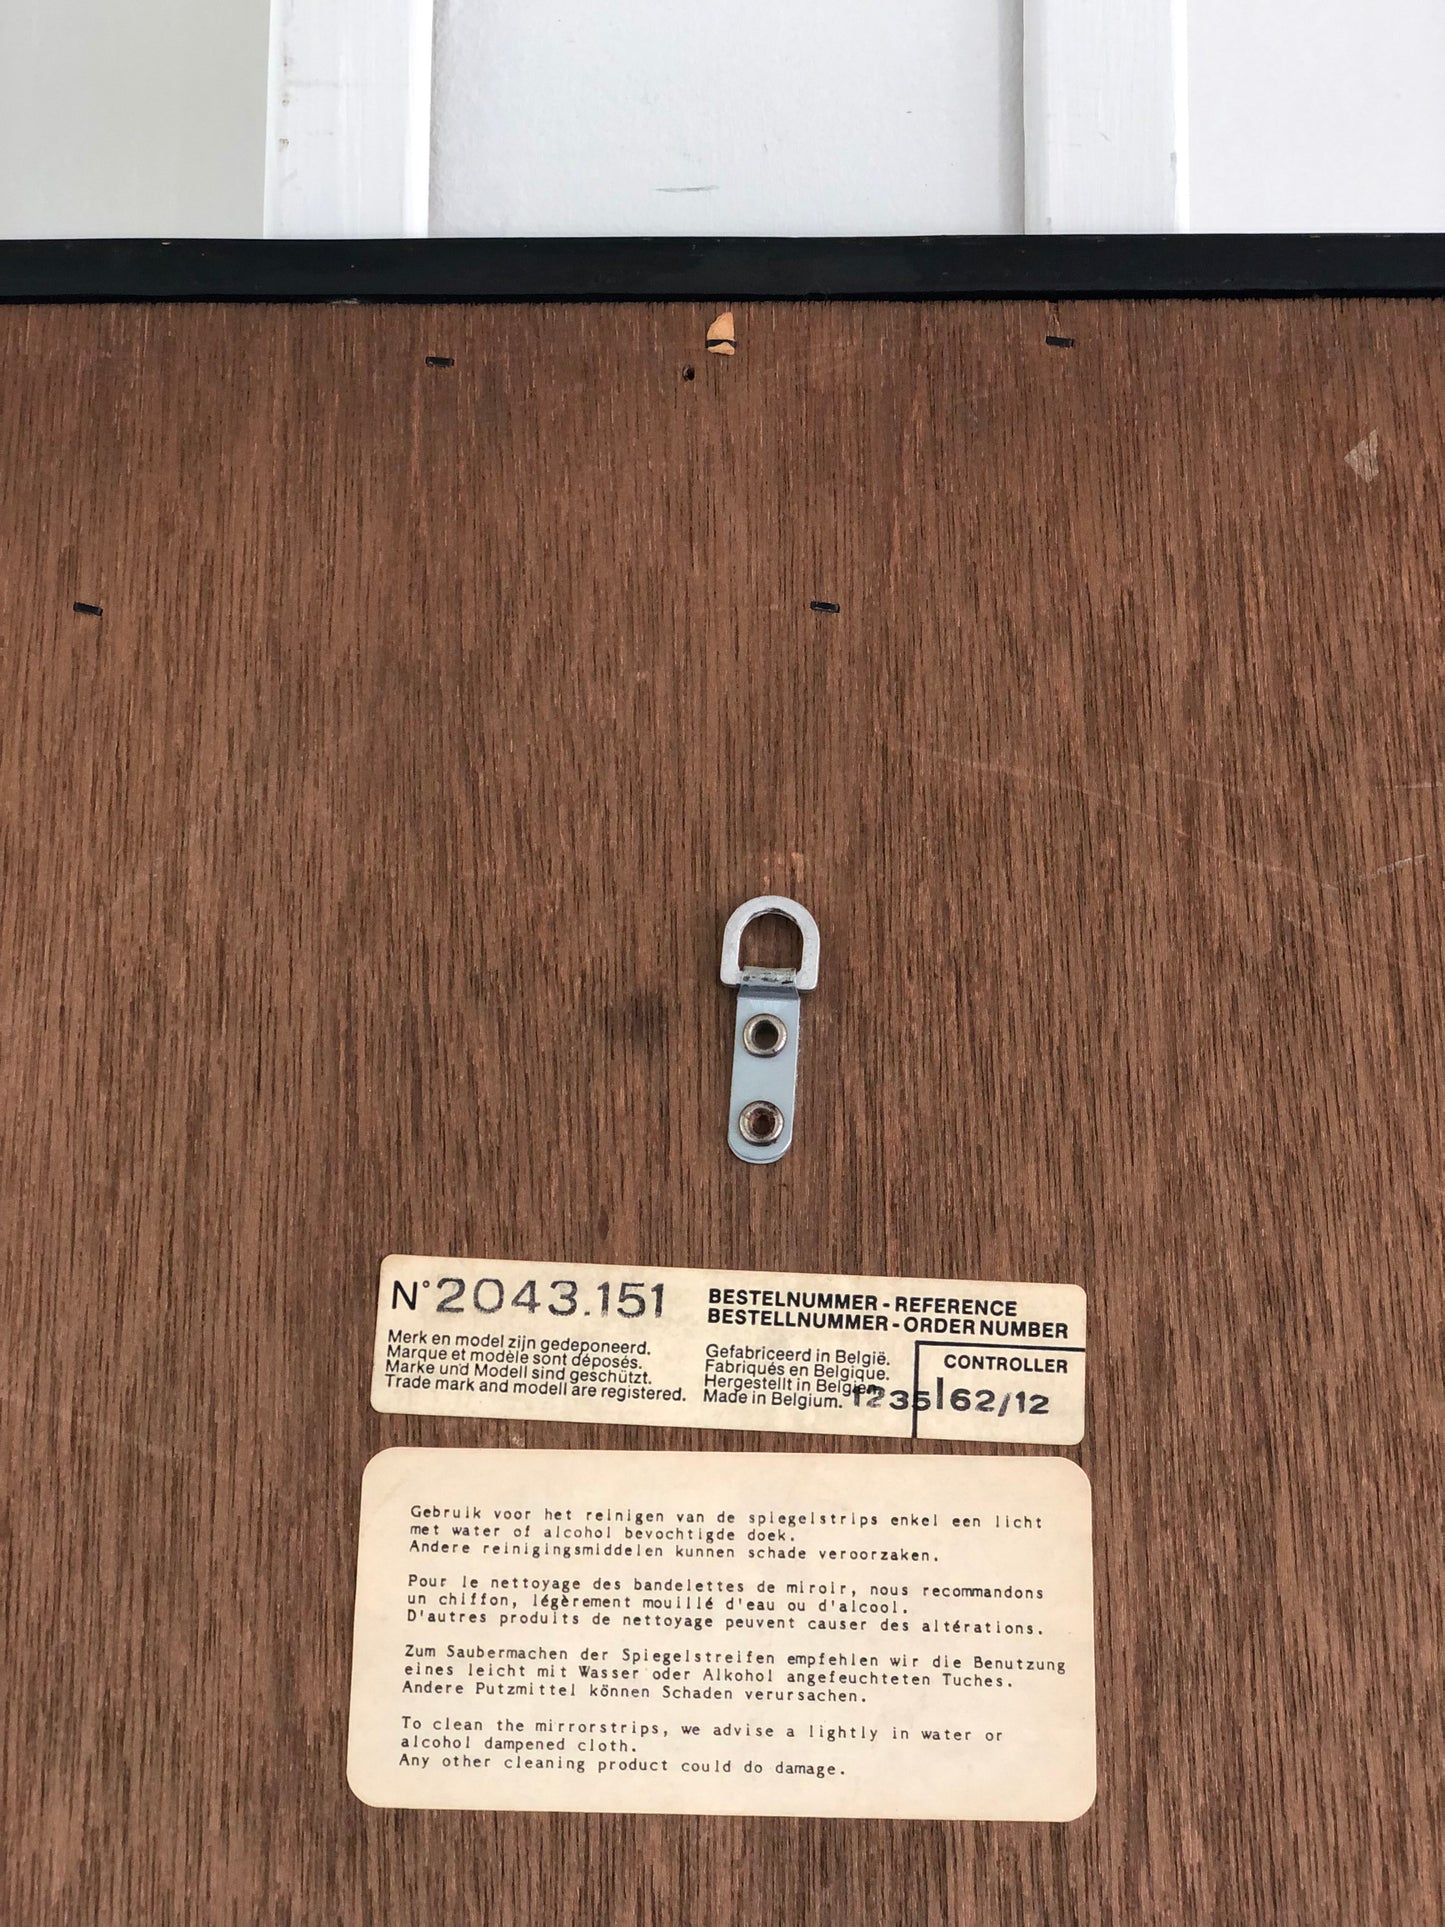 N° 2043.151
BESTELNUMMER - REFERENCE
BESTELLNUMMER - ORDER NUMBER
Merk en model zijn gedeponeerd.
Marque et modèle sont déposés.
Marke und Modell sind geschützt.
Trade mark and modell are registered.
Gefabriceerd in België.
Fabriqués en Belgique.
Hergestellt in Belgien.
Made in Belgium.
CONTROLLER
1235|62/12
Gebruik voor het reinigen van de spiegelstrips enkel een licht
met water of alcohol bevochtigde doek.
Andere reinigingsmiddelen kunnen schade veroorzaken.
Pour le nettoyage des bandelettes de miroir, nous recommandons
un chiffon, légèrement mouillé d'eau ou d'alcool.
D'autres produits de nettoyage peuvent causer des altérations.
Zum Saubermachen der Spiegelstreifen empfehlen wir die Benutzung
eines leicht mit Wasser oder Alkohol angefeuchteten Tuches.
Andere Putzmittel können Schaden verursachen.
To clean the mirrorstrips, we advise a lightly in water or
alcohol dampened cloth.
Any other cleaning product could do damage.